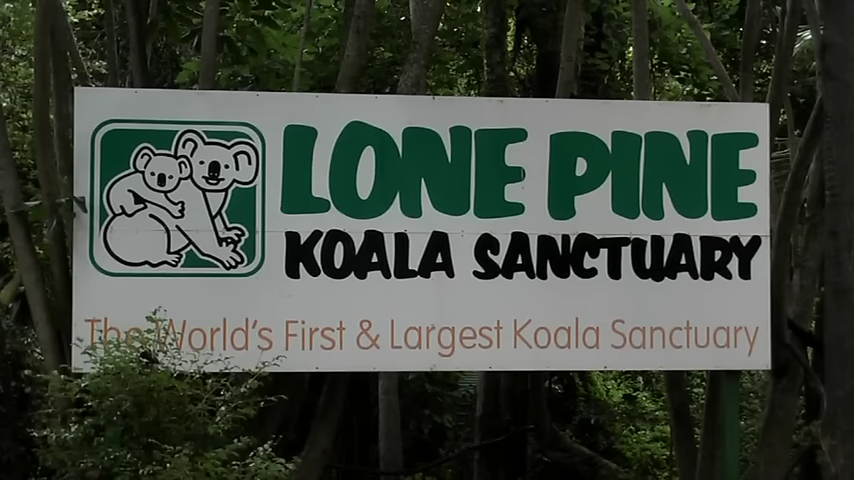 LONE PINE
KOALA SANCTUARY
The World's First & Largest Koala Sanctuary